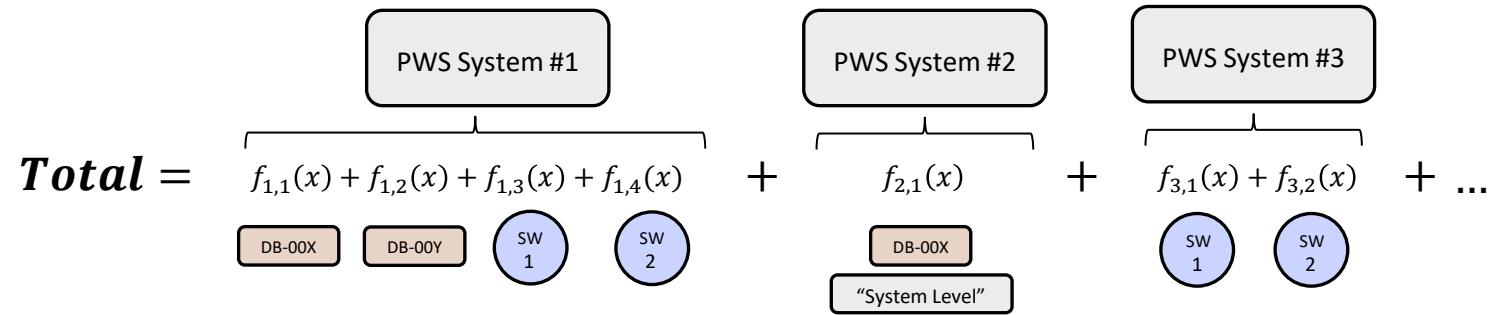 PWS System #1
PWS System #2
PWS System #3
Total = f₁,₁(x) + f₁,₂(x) + f₁,₃(x) + f₁,₄(x) + f₂,₁(x) + f₃,₁(x) + f₃,₂(x) + …
DB-00X
DB-00Y
SW
1
SW
2
DB-00X
SW
1
SW
2
“System Level”